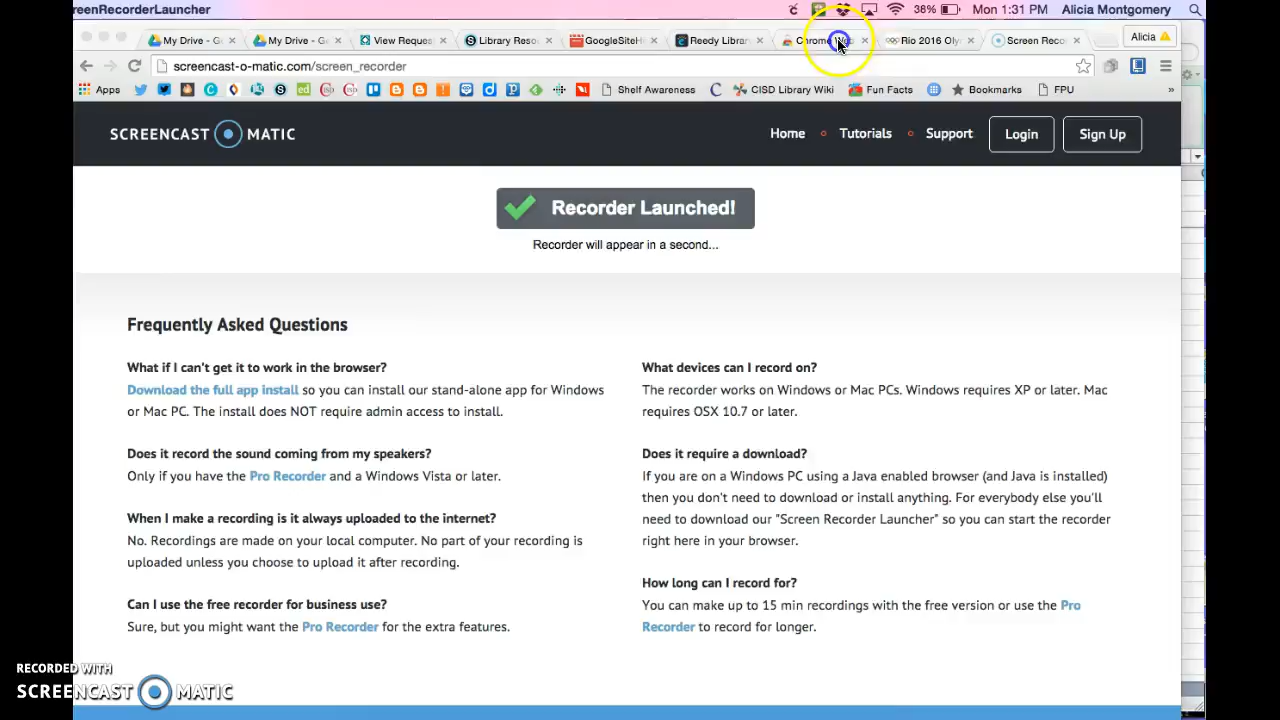 reenRecorderLauncher 38% Mon 1:31 PM Alicia Montgomery
My Drive - G My Drive - G View Reque Library Reso GoogleSiteH Reedy Librar Chrom Rio 2016 Oly Screen Reco Alicia
screencast-o-matic.com/screen_recorder
Apps Shelf Awareness CISD Library Wiki Fun Facts Bookmarks FPU »
SCREENCAST MATIC Home Tutorials Support Login Sign Up
Recorder Launched!
Recorder will appear in a second...
Frequently Asked Questions
What if I can't get it to work in the browser?
Download the full app install so you can install our stand-alone app for Windows
or Mac PC. The install does NOT require admin access to install.
Does it record the sound coming from my speakers?
Only if you have the Pro Recorder and a Windows Vista or later.
When I make a recording is it always uploaded to the internet?
No. Recordings are made on your local computer. No part of your recording is
uploaded unless you choose to upload it after recording.
Can I use the free recorder for business use?
Sure, but you might want the Pro Recorder for the extra features.
What devices can I record on?
The recorder works on Windows or Mac PCs. Windows requires XP or later. Mac
requires OSX 10.7 or later.
Does it require a download?
If you are on a Windows PC using a Java enabled browser (and Java is installed)
then you don't need to download or install anything. For everybody else you'll
need to download our "Screen Recorder Launcher" so you can start the recorder
right here in your browser.
How long can I record for?
You can make up to 15 min recordings with the free version or use the Pro
Recorder to record for longer.
RECORDED WITH
SCREENCAST MATIC